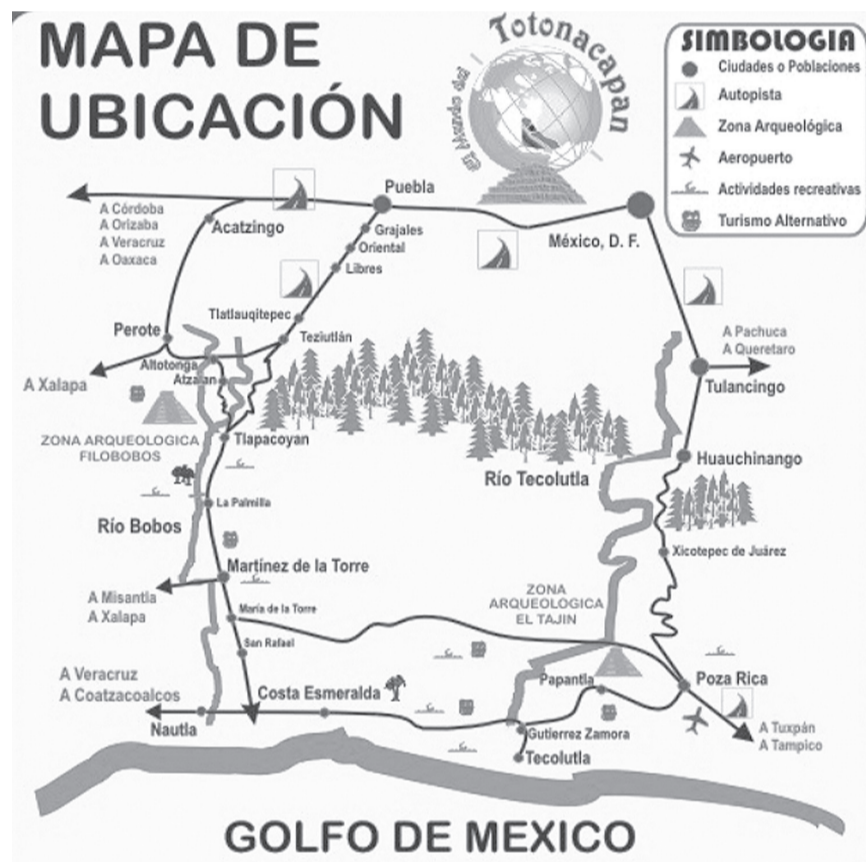 MAPA DE
UBICACIÓN
El Mundo del
Totonacapan
SIMBOLOGIA
Ciudades o Poblaciones
Autopista
Zona Arqueológica
Aeropuerto
Actividades recreativas
Turismo Alternativo
Puebla
A Córdoba
A Orizaba
A Veracruz
A Oaxaca
Acatzingo
Grajales
Oriental
Libres
México, D. F.
Tlatlauqitepec
Teziutlán
Perote
Altotonga
Atzalan
A Xalapa
A Pachuca
A Queretaro
Tulancingo
ZONA ARQUEOLOGICA
FILOBOBOS
Tlapacoyan
Huauchinango
Río Tecolutla
La Palmilla
Río Bobos
Xicotepec de Juárez
Martínez de la Torre
A Misantla
A Xalapa
María de la Torre
ZONA
ARQUEOLOGICA
EL TAJIN
San Rafael
A Veracruz
A Coatzacoalcos
Costa Esmeralda
Papantla
Poza Rica
Nautla
Gutierrez Zamora
A Tuxpán
A Tampico
Tecolutla
GOLFO DE MEXICO